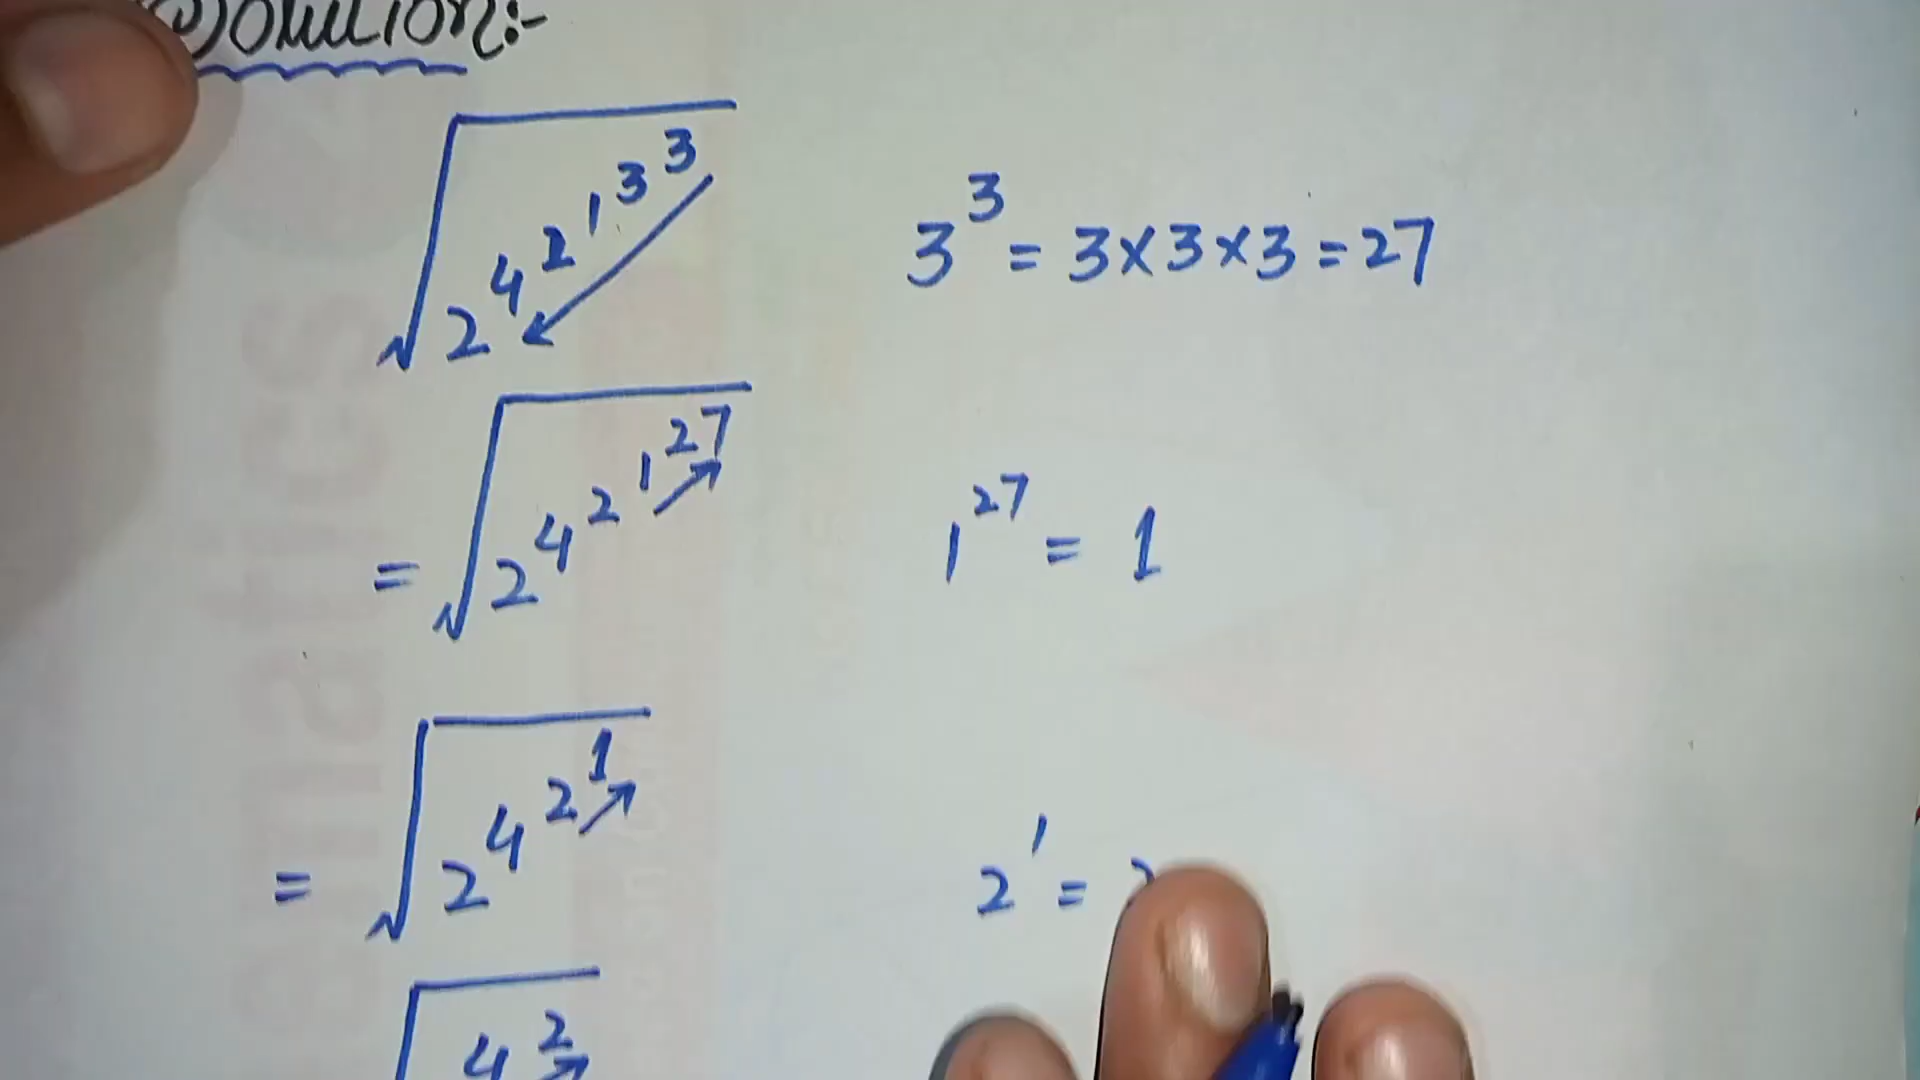 Solution:-
√2^4^2^1^3^3
3^3 = 3×3×3 = 27
= √2^4^2^1^27
1^27 = 1
= √2^4^2^1
2^1 =
4^2